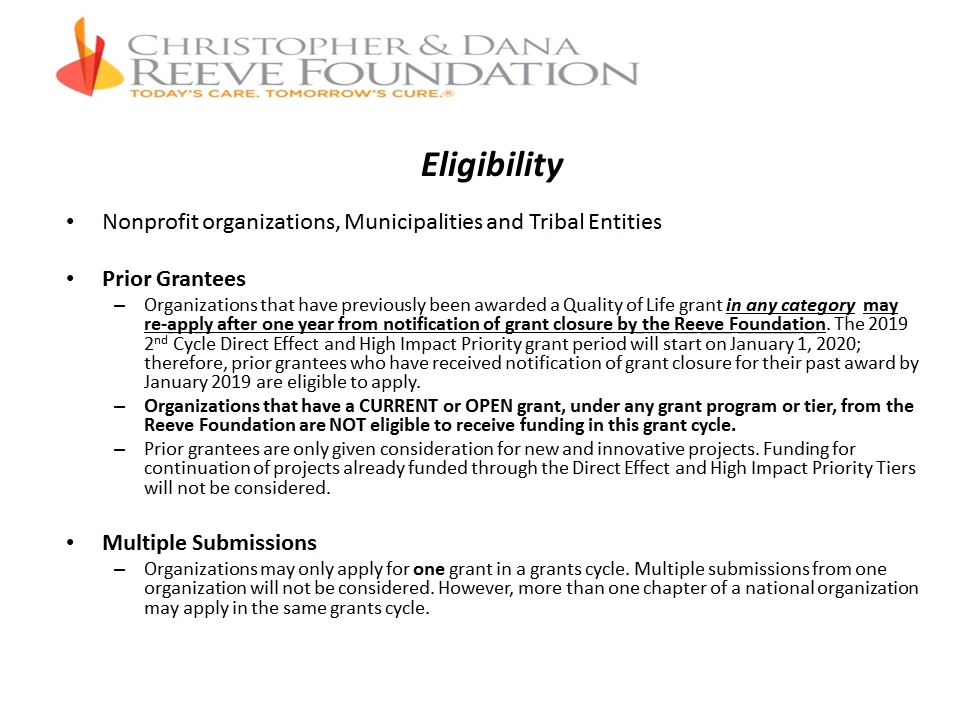 CHRISTOPHER & DANA
REEVE FOUNDATION
TODAY'S CARE. TOMORROW'S CURE.®
Eligibility
• Nonprofit organizations, Municipalities and Tribal Entities
• Prior Grantees
– Organizations that have previously been awarded a Quality of Life grant in any category may
re-apply after one year from notification of grant closure by the Reeve Foundation. The 2019
2nd Cycle Direct Effect and High Impact Priority grant period will start on January 1, 2020;
therefore, prior grantees who have received notification of grant closure for their past award by
January 2019 are eligible to apply.
– Organizations that have a CURRENT or OPEN grant, under any grant program or tier, from the
Reeve Foundation are NOT eligible to receive funding in this grant cycle.
– Prior grantees are only given consideration for new and innovative projects. Funding for
continuation of projects already funded through the Direct Effect and High Impact Priority Tiers
will not be considered.
• Multiple Submissions
– Organizations may only apply for one grant in a grants cycle. Multiple submissions from one
organization will not be considered. However, more than one chapter of a national organization
may apply in the same grants cycle.